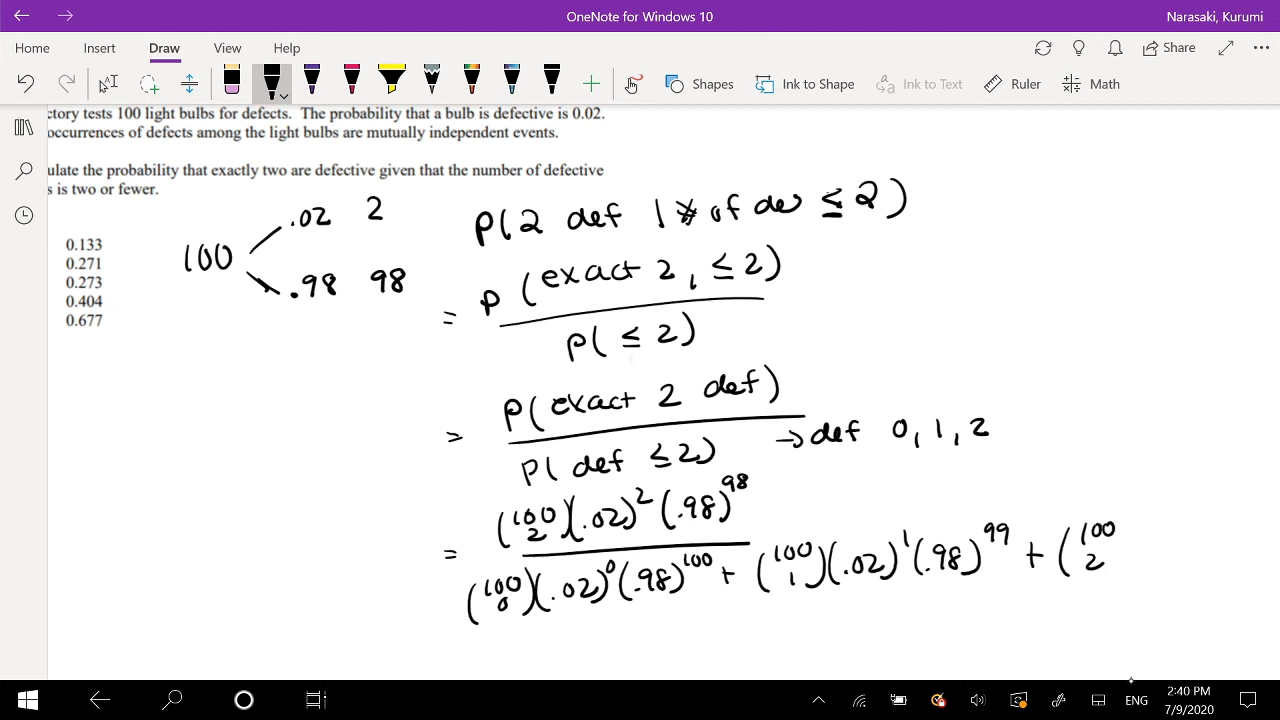 OneNote for Windows 10
Narasaki, Kurumi
Home Insert Draw View Help
Share
Shapes Ink to Shape Ink to Text Ruler Math
ctory tests 100 light bulbs for defects. The probability that a bulb is defective is 0.02.
occurrences of defects among the light bulbs are mutually independent events.
ulate the probability that exactly two are defective given that the number of defective
s is two or fewer.
0.133
0.271
0.273
0.404
0.677
100
.02 2
.98 98
P(2 def | # of def ≤ 2)
= P (exact 2, ≤ 2)
P( ≤ 2)
= P(exact 2 def)
P( def ≤ 2) → def 0, 1, 2
= (100 2)(.02)^2 (.98)^98
(100 0)(.02)^0 (.98)^100 + (100 1)(.02)^1 (.98)^99 + (100 2
ENG
2:40 PM
7/9/2020